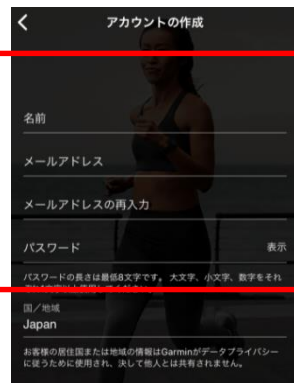 アカウントの作成
名前
メールアドレス
メールアドレスの再入力
パスワード 表示
パスワードの長さは最低8文字です。 大文字、小文字、数字をそれ
国／地域
Japan
お客様の居住国または地域の情報はGarminがデータプライバシー
に従うために使用され、決して他人とは共有されません。